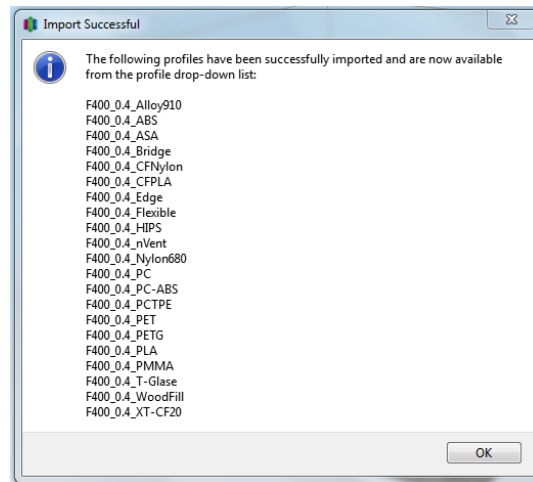 Import Successful
The following profiles have been successfully imported and are now available
from the profile drop-down list:
F400_0.4_Alloy910
F400_0.4_ABS
F400_0.4_ASA
F400_0.4_Bridge
F400_0.4_CFNylon
F400_0.4_CFPLA
F400_0.4_Edge
F400_0.4_Flexible
F400_0.4_HIPS
F400_0.4_nVent
F400_0.4_Nylon680
F400_0.4_PC
F400_0.4_PC-ABS
F400_0.4_PCTPE
F400_0.4_PET
F400_0.4_PETG
F400_0.4_PLA
F400_0.4_PMMA
F400_0.4_T-Glase
F400_0.4_WoodFill
F400_0.4_XT-CF20
OK